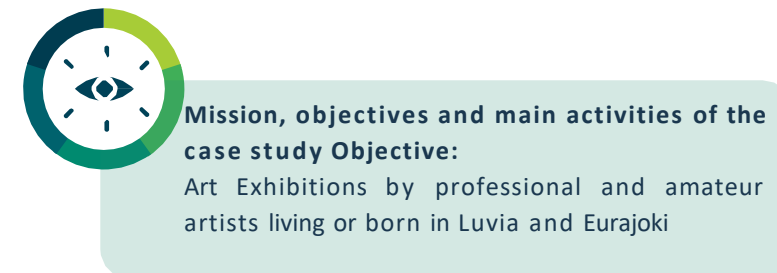 Mission, objectives and main activities of the
case study Objective:
Art Exhibitions by professional and amateur
artists living or born in Luvia and Eurajoki